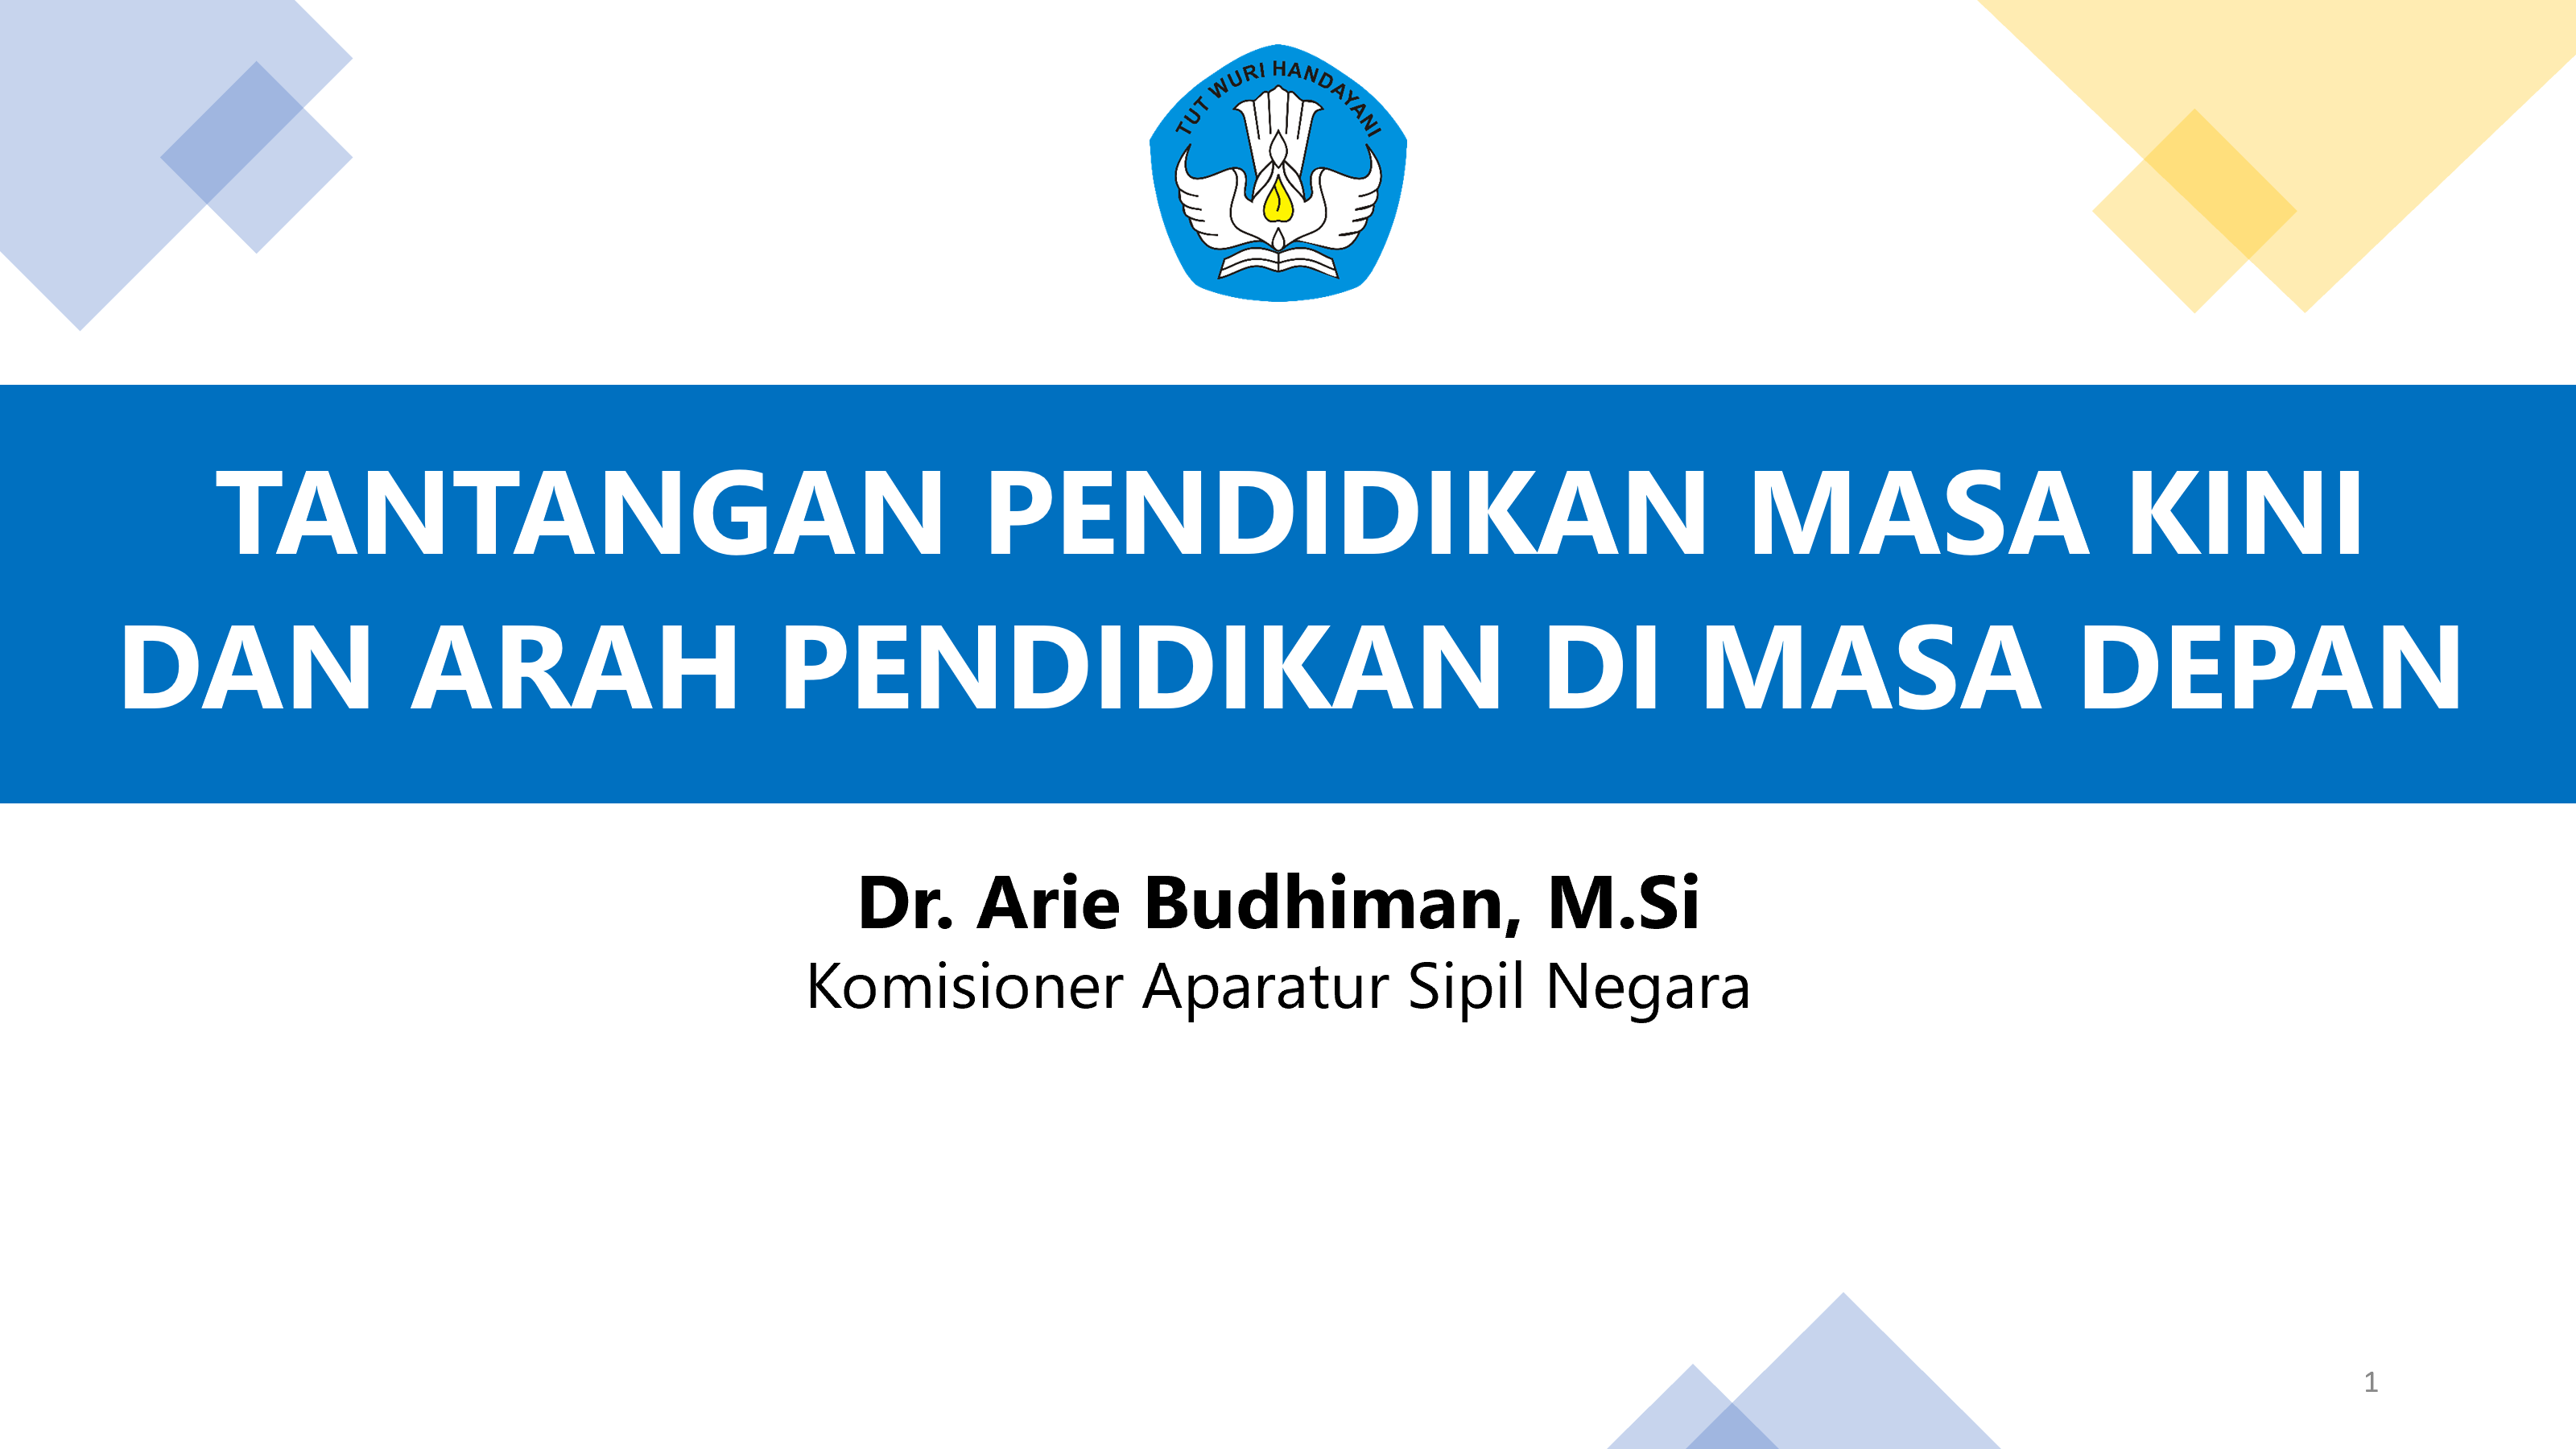 TUT WURI HANDAYANI
TANTANGAN PENDIDIKAN MASA KINI
DAN ARAH PENDIDIKAN DI MASA DEPAN
Dr. Arie Budhiman, M.Si
Komisioner Aparatur Sipil Negara
1